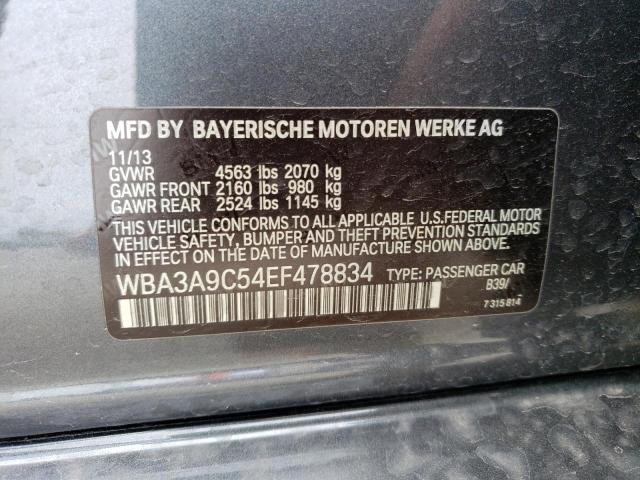 MFD BY BAYERISCHE MOTOREN WERKE AG
11/13
GVWR 4563 lbs 2070 kg
GAWR FRONT 2160 lbs 980 kg
GAWR REAR 2524 lbs 1145 kg
THIS VEHICLE CONFORMS TO ALL APPLICABLE U.S.FEDERAL MOTOR
VEHICLE SAFETY, BUMPER AND THEFT PREVENTION STANDARDS
IN EFFECT ON THE DATE OF MANUFACTURE SHOWN ABOVE.
WBA3A9C54EF478834 TYPE: PASSENGER CAR
B39/
7 315 814